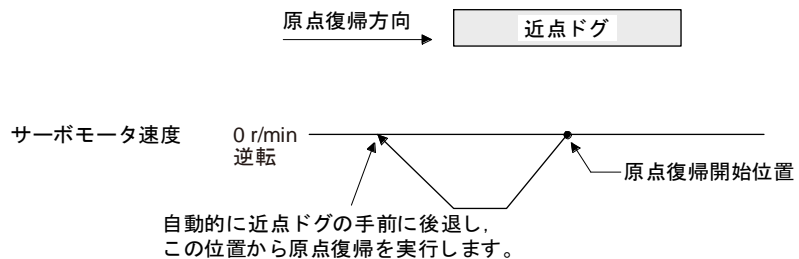 原点復帰方向
近点ドグ
サーボモータ速度
0 r/min
逆転
原点復帰開始位置
自動的に近点ドグの手前に後退し,
この位置から原点復帰を実行します。